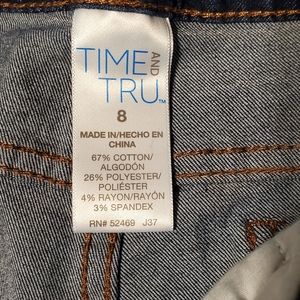 TIME AND
TRU™
8
MADE IN/HECHO EN
CHINA
67% COTTON/
ALGODÓN
26% POLYESTER/
POLIÉSTER
4% RAYON/RAYÓN
3% SPANDEX
RN# 52469 J37